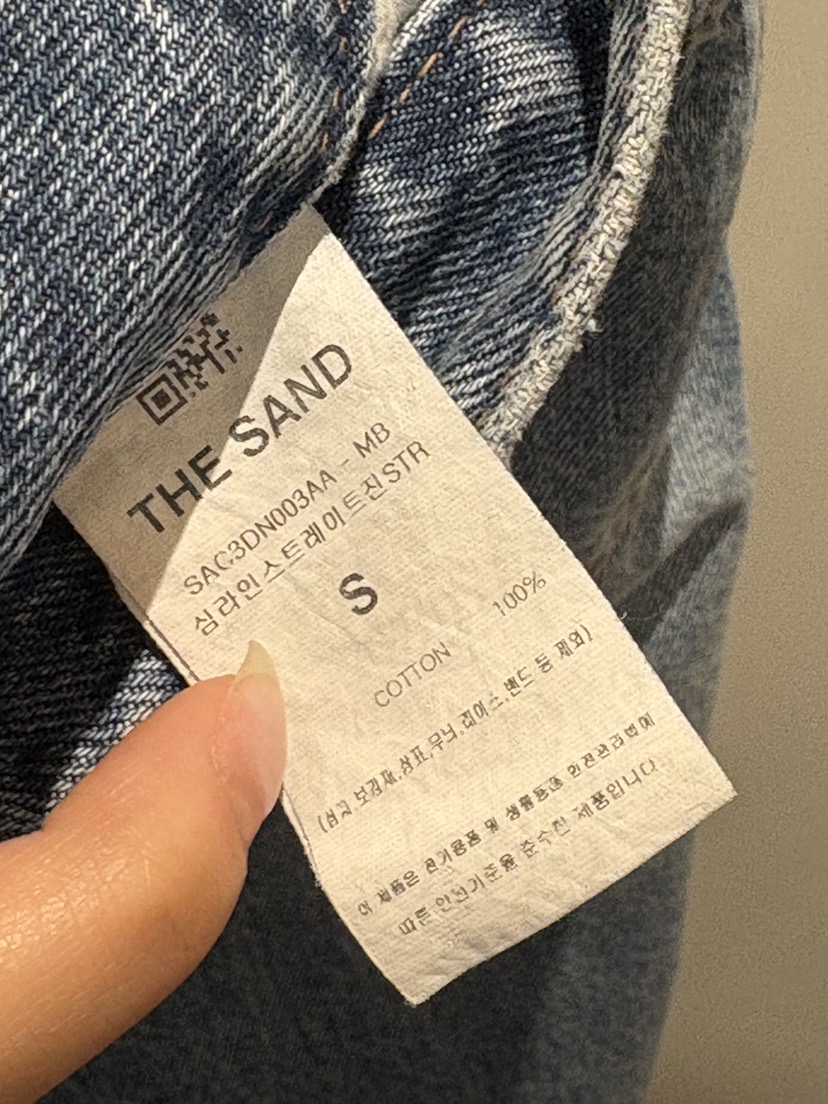 THE SAND
SAC3DN003AA - MB
심라인스트레이트진STR
S
COTTON 100%
(심지,보강재,상표,무늬,레이스,밴드 등 제외)
이 제품은 전기용품 및 생활용품 안전관리법에
따른 안전기준을 준수한 제품입니다